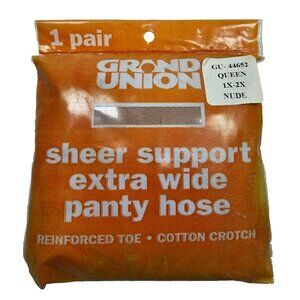 1 pair
GRAND
UNION
GU- 44652
QUEEN
1X-2X
NUDE
sheer support
extra wide
panty hose
REINFORCED TOE • COTTON CROTCH